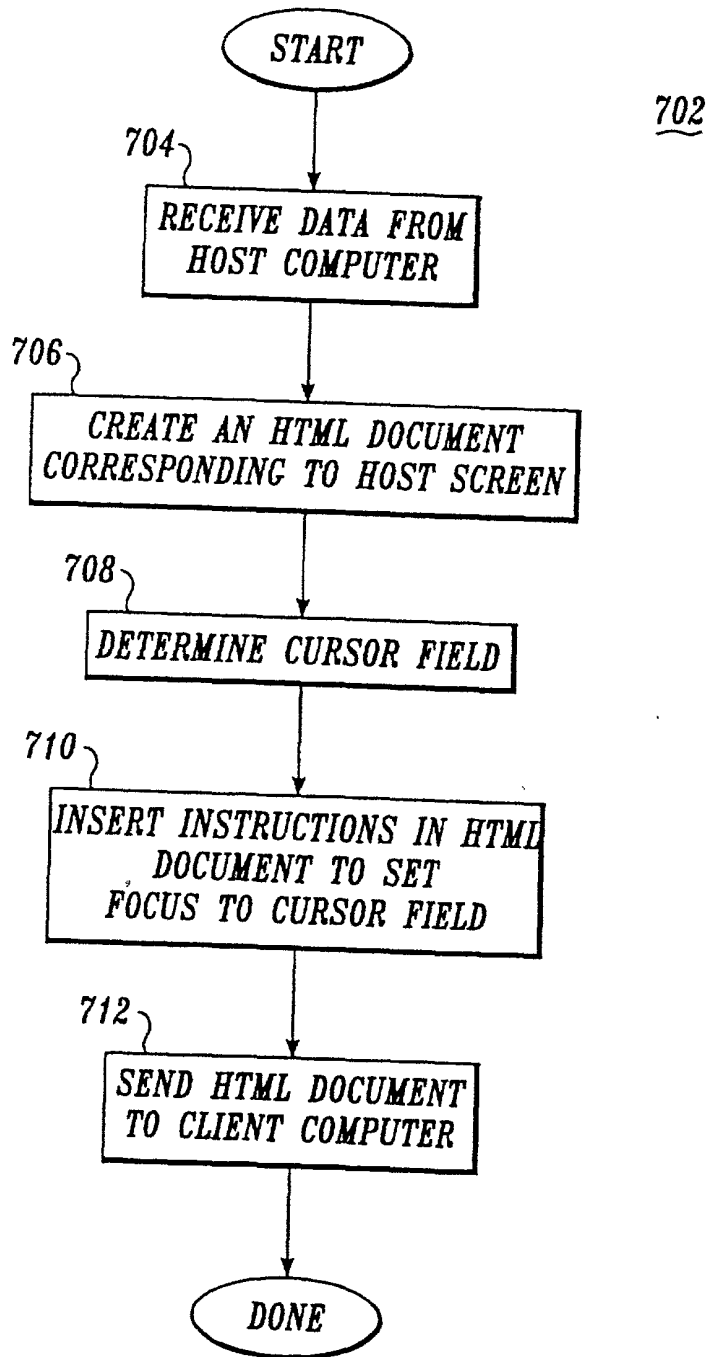 START
702
704
RECEIVE DATA FROM
HOST COMPUTER
706
CREATE AN HTML DOCUMENT
CORRESPONDING TO HOST SCREEN
708
DETERMINE CURSOR FIELD
710
INSERT INSTRUCTIONS IN HTML
DOCUMENT TO SET
FOCUS TO CURSOR FIELD
712
SEND HTML DOCUMENT
TO CLIENT COMPUTER
DONE